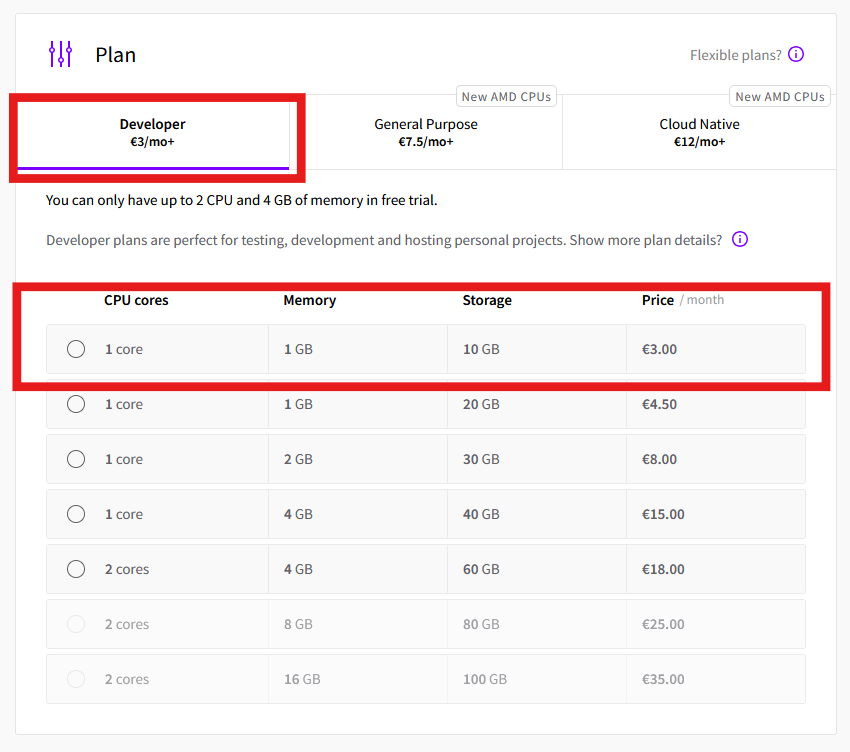 Plan
Flexible plans?
New AMD CPUs
New AMD CPUs
Developer
€3/mo+
General Purpose
€7.5/mo+
Cloud Native
€12/mo+
You can only have up to 2 CPU and 4 GB of memory in free trial.
Developer plans are perfect for testing, development and hosting personal projects. Show more plan details?
CPU cores Memory Storage Price / month
1 core 1 GB 10 GB €3.00
1 core 1 GB 20 GB €4.50
1 core 2 GB 30 GB €8.00
1 core 4 GB 40 GB €15.00
2 cores 4 GB 60 GB €18.00
2 cores 8 GB 80 GB €25.00
2 cores 16 GB 100 GB €35.00